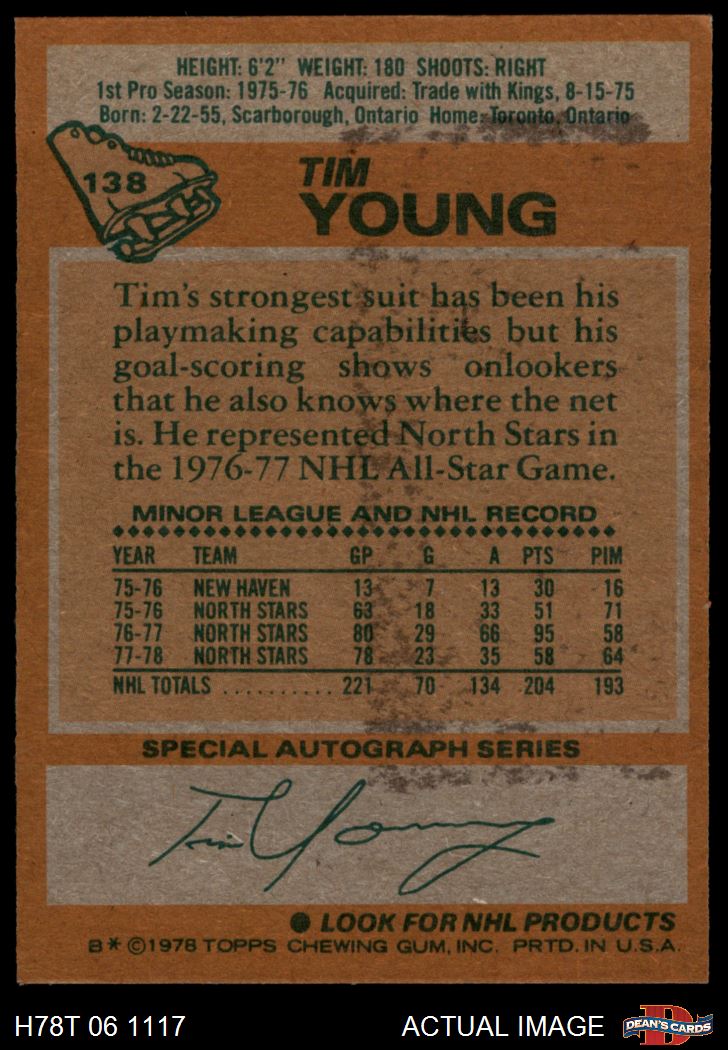 HEIGHT: 6'2" WEIGHT: 180 SHOOTS: RIGHT
1st Pro Season: 1975-76 Acquired: Trade with Kings, 8-15-75
Born: 2-22-55, Scarborough, Ontario Home: Toronto, Ontario
138
TIM
YOUNG
Tim's strongest suit has been his
playmaking capabilities but his
goal-scoring shows onlookers
that he also knows where the net
is. He represented North Stars in
the 1976-77 NHL All-Star Game.
MINOR LEAGUE AND NHL RECORD
YEAR TEAM GP G A PTS PIM
75-76 NEW HAVEN 13 7 13 30 16
75-76 NORTH STARS 63 18 33 51 71
76-77 NORTH STARS 80 29 66 95 58
77-78 NORTH STARS 78 23 35 58 64
NHL TOTALS .......... 221 70 134 204 193
SPECIAL AUTOGRAPH SERIES
Tim Young
● LOOK FOR NHL PRODUCTS
B* ©1978 TOPPS CHEWING GUM, INC. PRTD. IN U.S.A.
H78T 06 1117 ACTUAL IMAGE DEAN'S CARDS